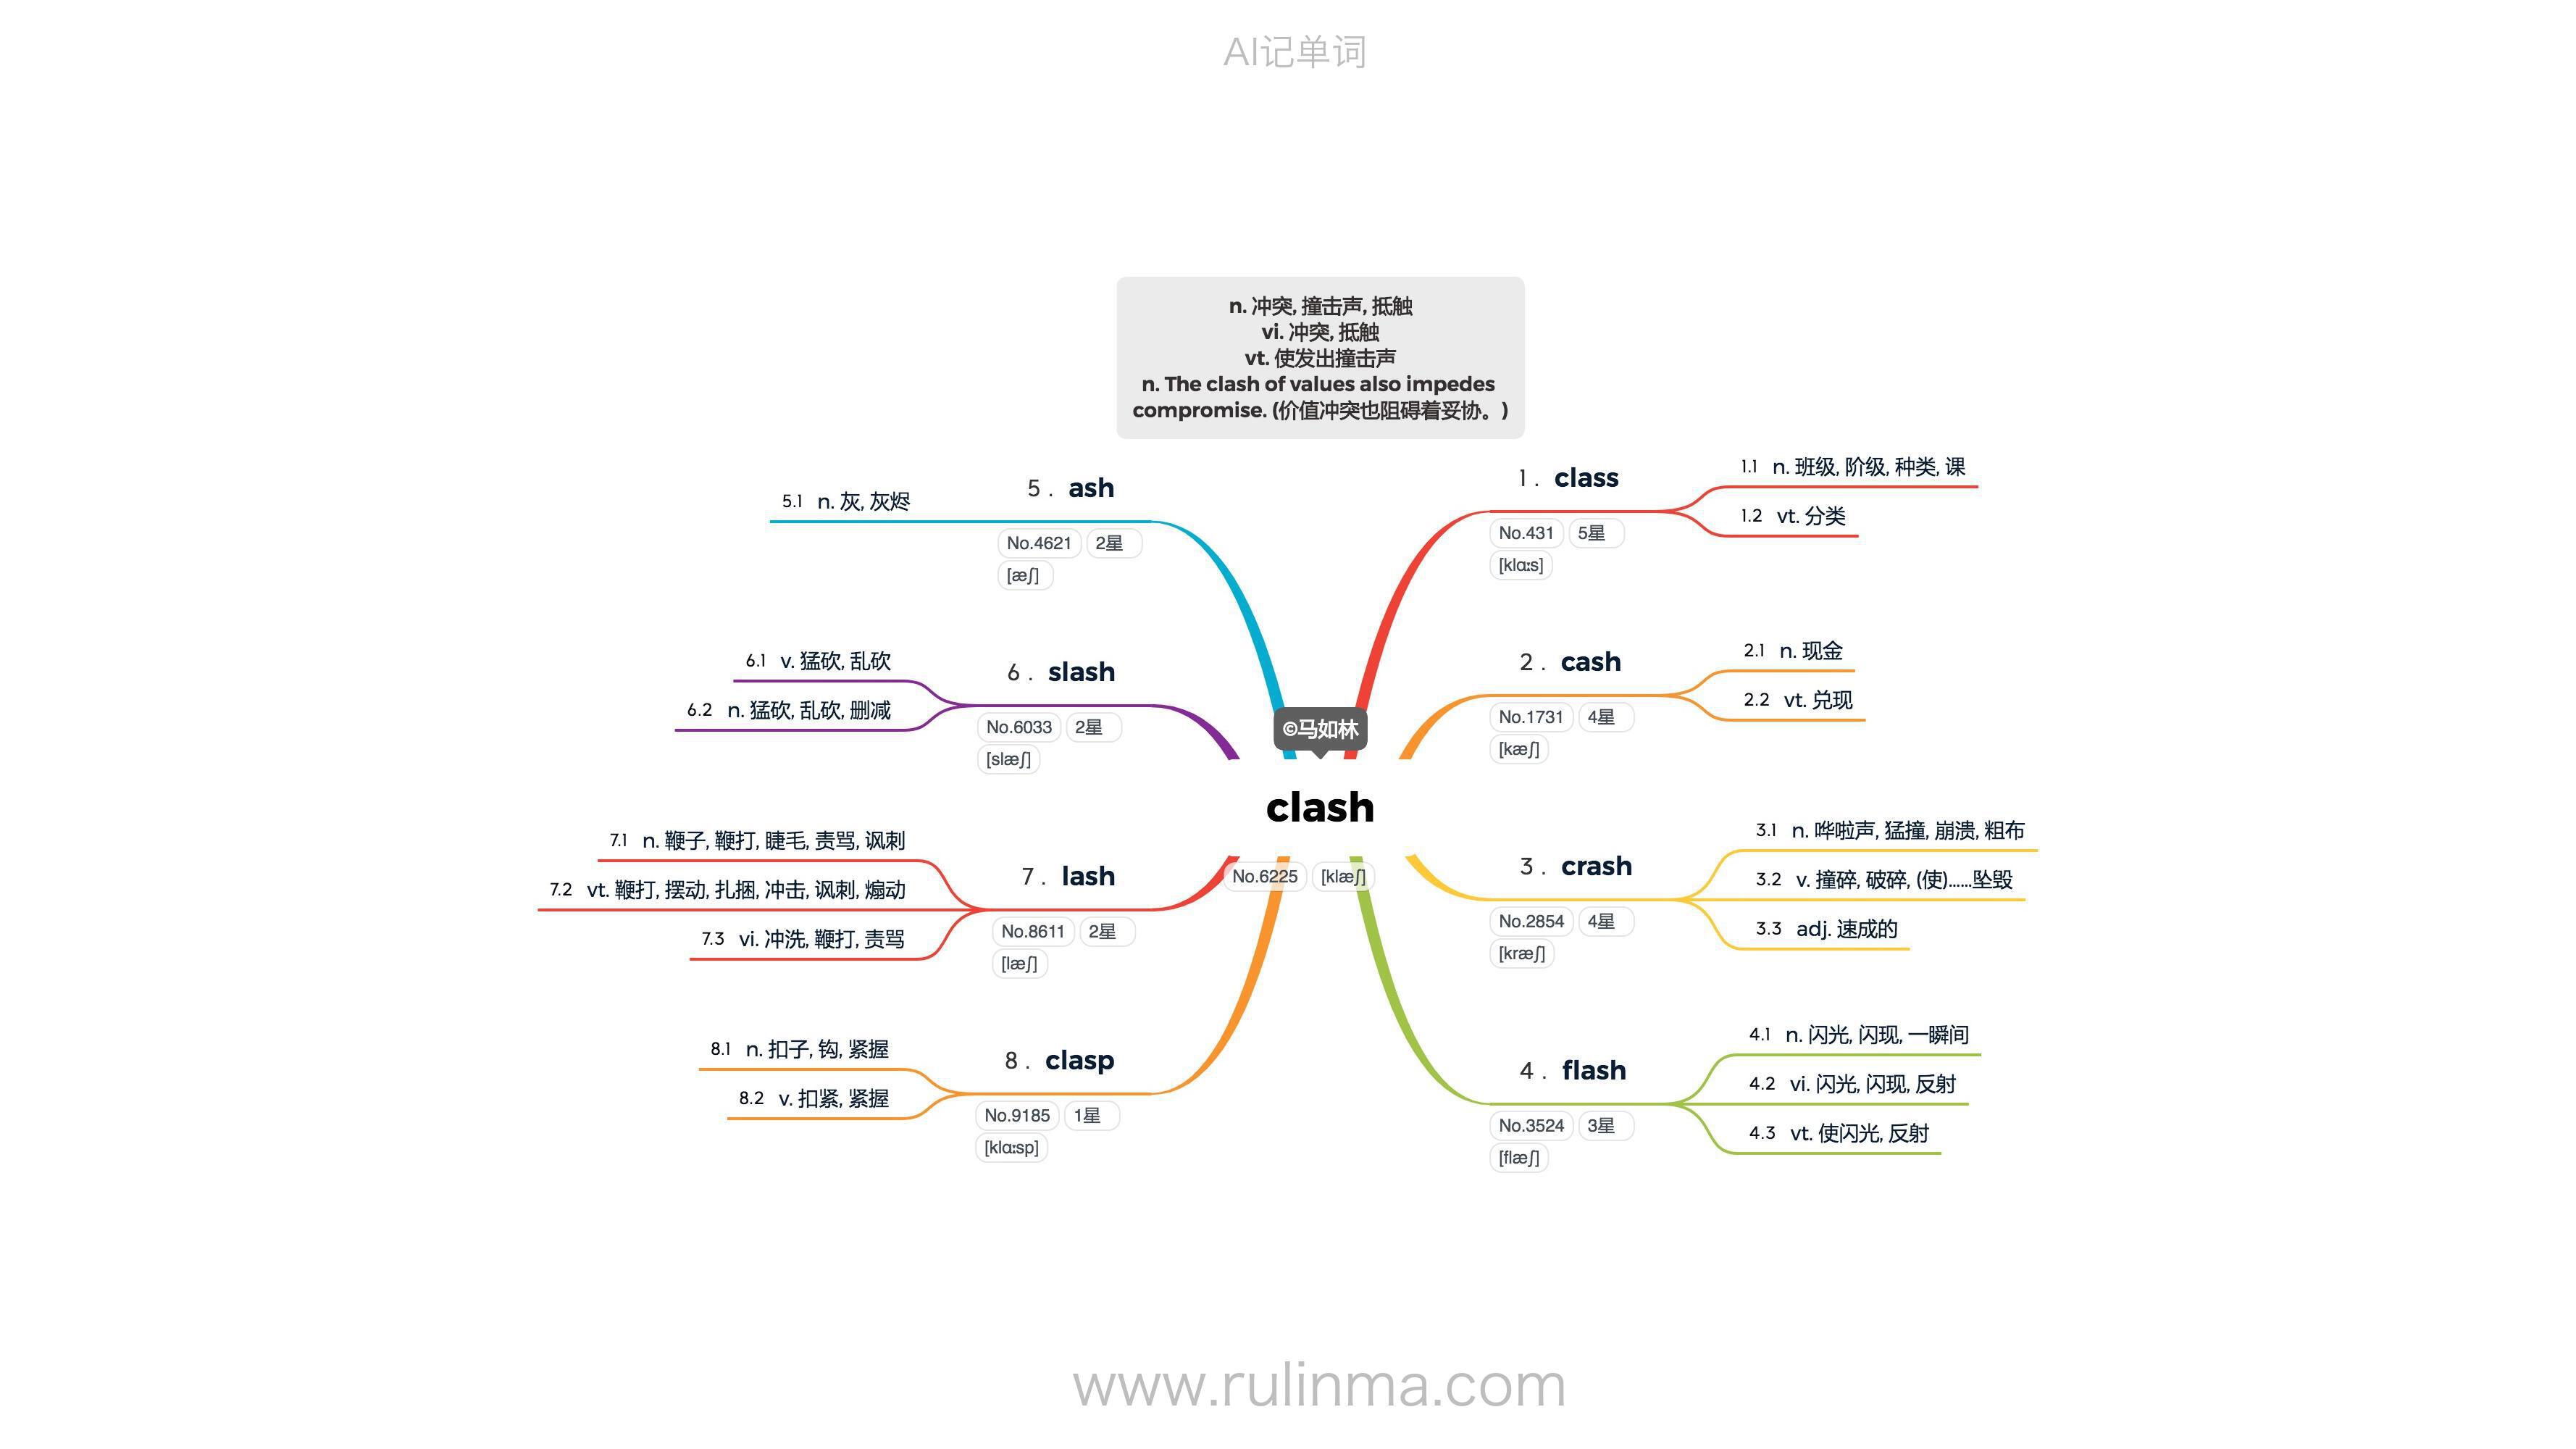 AI记单词
n. 冲突, 撞击声, 抵触
vi. 冲突, 抵触
vt. 使发出撞击声
n. The clash of values also impedes
compromise. (价值冲突也阻碍着妥协。)
©马如林
clash
No.6225 [klæʃ]
1. class
No.431 5星
[klɑːs]
1.1 n. 班级, 阶级, 种类, 课
1.2 vt. 分类
2. cash
No.1731 4星
[kæʃ]
2.1 n. 现金
2.2 vt. 兑现
3. crash
No.2854 4星
[kræʃ]
3.1 n. 哗啦声, 猛撞, 崩溃, 粗布
3.2 v. 撞碎, 破碎, (使)……坠毁
3.3 adj. 速成的
4. flash
No.3524 3星
[flæʃ]
4.1 n. 闪光, 闪现, 一瞬间
4.2 vi. 闪光, 闪现, 反射
4.3 vt. 使闪光, 反射
5. ash
No.4621 2星
[æʃ]
5.1 n. 灰, 灰烬
6. slash
No.6033 2星
[slæʃ]
6.1 v. 猛砍, 乱砍
6.2 n. 猛砍, 乱砍, 删减
7. lash
No.8611 2星
[læʃ]
7.1 n. 鞭子, 鞭打, 睫毛, 责骂, 讽刺
7.2 vt. 鞭打, 摆动, 扎捆, 冲击, 讽刺, 煽动
7.3 vi. 冲洗, 鞭打, 责骂
8. clasp
No.9185 1星
[klɑːsp]
8.1 n. 扣子, 钩, 紧握
8.2 v. 扣紧, 紧握
www.rulinma.com